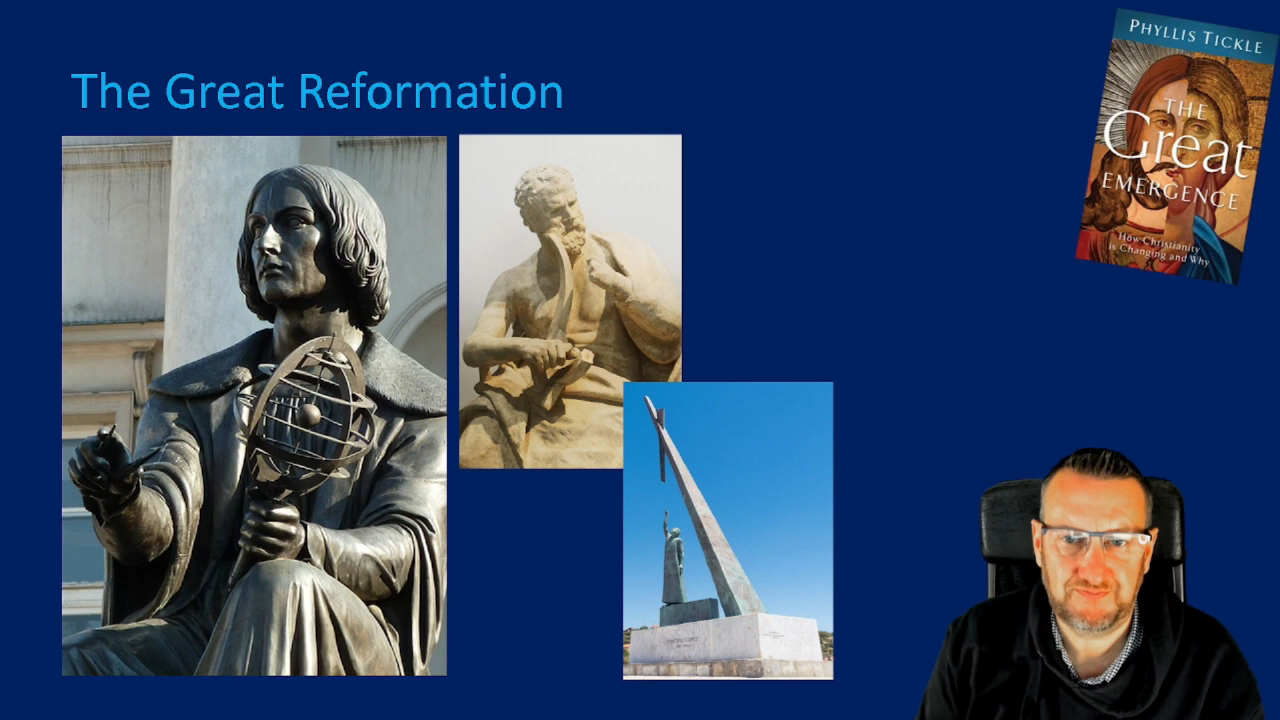 The Great Reformation
PHYLLIS TICKLE
THE
Great
EMERGENCE
How Christianity
is Changing and Why